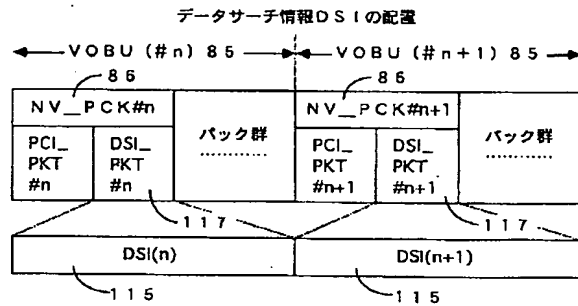 データサーチ情報DSIの配置
VOBU (#n) 85
VOBU (#n+1) 85
86
86
NV_PCK#n
NV_PCK#n+1
PCI_
PKT
#n
DSI_
PKT
#n
パック群
………
PCI_
PKT
#n+1
DSI_
PKT
#n+1
パック群
………
117
117
DSI(n)
DSI(n+1)
115
115